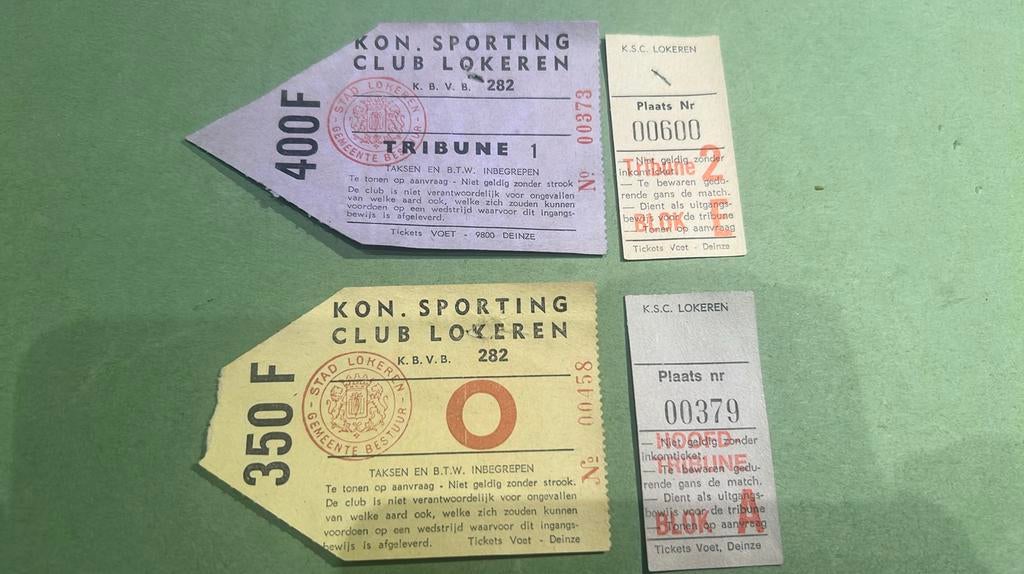 KON. SPORTING
CLUB LOKEREN
K. B. V. B. 282
400F
STAD LOKEREN
GEMEENTE BESTUUR
TRIBUNE 1
TAKSEN EN B.T.W. INBEGREPEN
Te tonen op aanvraag - Niet geldig zonder strook
De club is niet verantwoordelijk voor ongevallen
van welke aard ook, welke zich zouden kunnen
voordoen op een wedstrijd waarvoor dit ingangs-
bewijs is afgeleverd.
Tickets VOET - 9800 DEINZE
No 00373
K.S.C. LOKEREN
Plaats Nr
00600
Tribune 2
BLOK E
— Niet geldig zonder
inkomticket.
— Te bewaren gedu-
rende gans de match.
— Dient als uitgangs-
bewijs voor de tribune
— Tonen op aanvraag
Tickets Voet - Deinze
KON. SPORTING
CLUB LOKEREN
K.B.V.B. 282
350 F
STAD LOKEREN
GEMEENTE BESTUUR
O
TAKSEN EN B.T.W. INBEGREPEN
Te tonen op aanvraag - Niet geldig zonder strook.
De club is niet verantwoordelijk voor ongevallen
van welke aard ook, welke zich zouden kunnen
voordoen op een wedstrijd waarvoor dit ingangs-
bewijs is afgeleverd. Tickets Voet - Deinze
No 00458
K.S.C. LOKEREN
Plaats nr
00379
HOOFD-
TRIBUNE
BLOK A
— Niet geldig zonder
inkomticket.
— Te bewaren gedu-
rende gans de match.
— Dient als uitgangs-
bewijs voor de tribune
— Tonen op aanvraag
Tickets Voet, Deinze